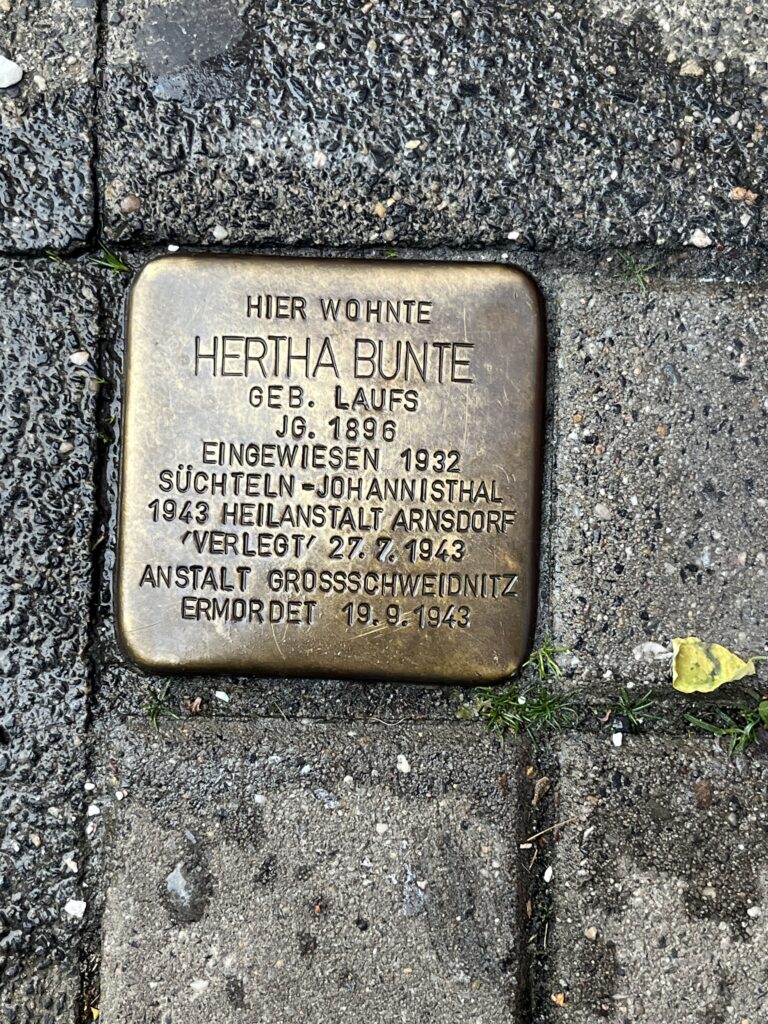 HIER WOHNTE
HERTHA BUNTE
GEB. LAUFS
JG. 1896
EINGEWIESEN 1932
SÜCHTELN-JOHANNISTHAL
1943 HEILANSTALT ARNSDORF
'VERLEGT' 27.7.1943
ANSTALT GROSSSCHWEIDNITZ
ERMORDET 19.9.1943